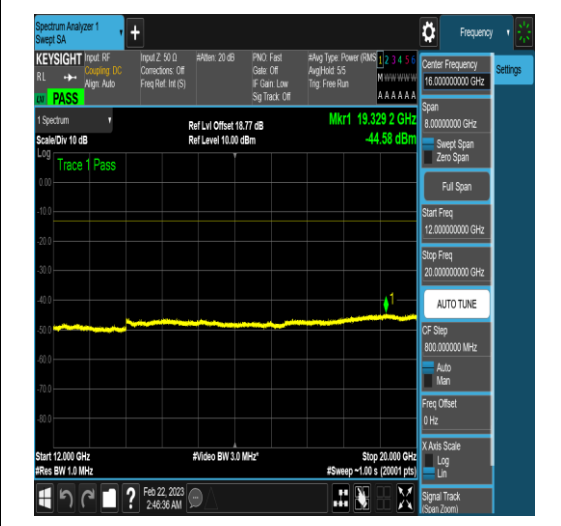 Spectrum Analyzer 1
Swept SA
Frequency
KEYSIGHT
Input: RF
Coupling: DC
Align: Auto
Input Z: 50 Ω
Corrections: Off
Freq Ref: Int (S)
#Atten: 20 dB
PNO: Fast
Gate: Off
IF Gain: Low
Sig Track: Off
#Avg Type: Power (RMS
Avg|Hold: 5/5
Trig: Free Run
1 2 3 4 5 6
M W W W W W
A A A A A A
RL
PASS
Center Frequency
16.000000000 GHz
Settings
Span
8.00000000 GHz
Swept Span
Zero Span
Full Span
Start Freq
12.000000000 GHz
Stop Freq
20.000000000 GHz
AUTO TUNE
CF Step
800.000000 MHz
Auto
Man
Freq Offset
0 Hz
X Axis Scale
Log
Lin
Signal Track
(Span Zoom)
1 Spectrum
Scale/Div 10 dB
Ref Lvl Offset 18.77 dB
Ref Level 10.00 dBm
Mkr1 19.329 2 GHz
-44.58 dBm
Log
Trace 1 Pass
0.00
-10.0
-20.0
-30.0
-40.0
-50.0
-60.0
-70.0
-80.0
1
Start 12.000 GHz
#Res BW 1.0 MHz
#Video BW 3.0 MHz*
Stop 20.000 GHz
#Sweep ~1.00 s (20001 pts)
Feb 22, 2023
2:46:36 AM